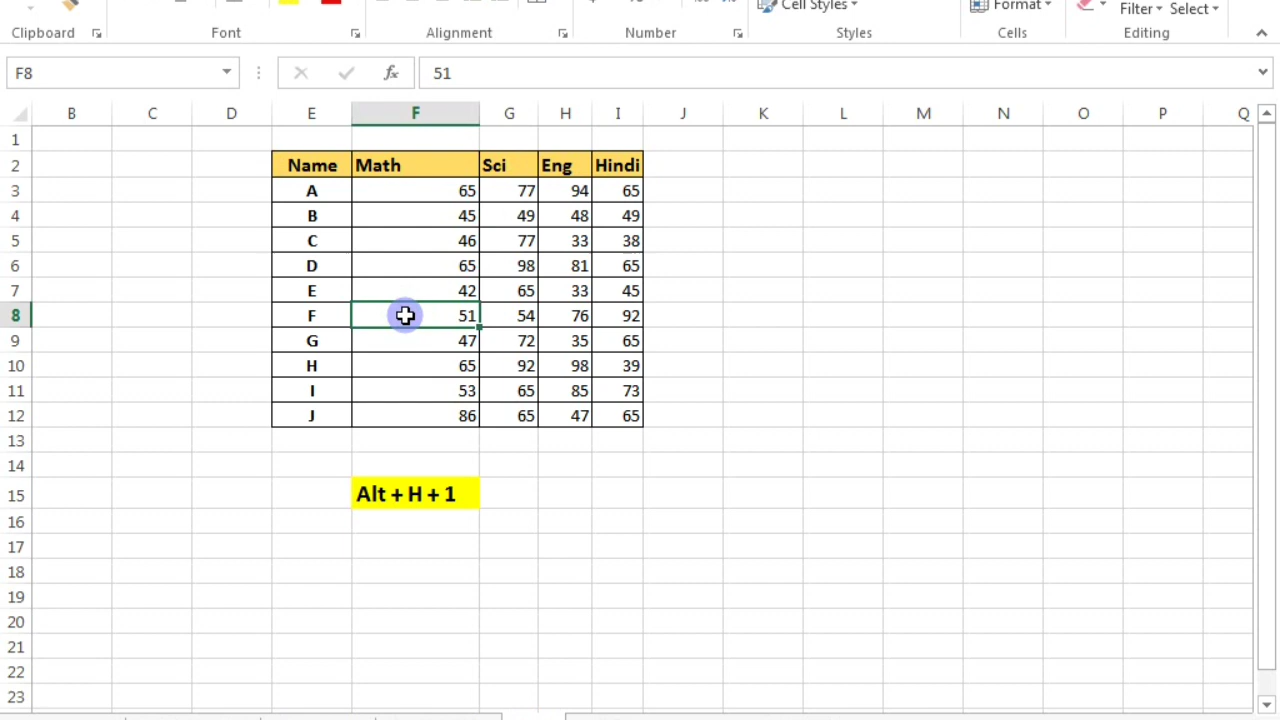 Cell Styles
Format
Filter Select
Clipboard Font Alignment Number Styles Cells Editing
F8 fx 51
B C D E F G H I J K L M N O P Q
1
2 Name Math Sci Eng Hindi
3 A 65 77 94 65
4 B 45 49 48 49
5 C 46 77 33 38
6 D 65 98 81 65
7 E 42 65 33 45
8 F 51 54 76 92
9 G 47 72 35 65
10 H 65 92 98 39
11 I 53 65 85 73
12 J 86 65 47 65
13
14
15 Alt + H + 1
16
17
18
19
20
21
22
23